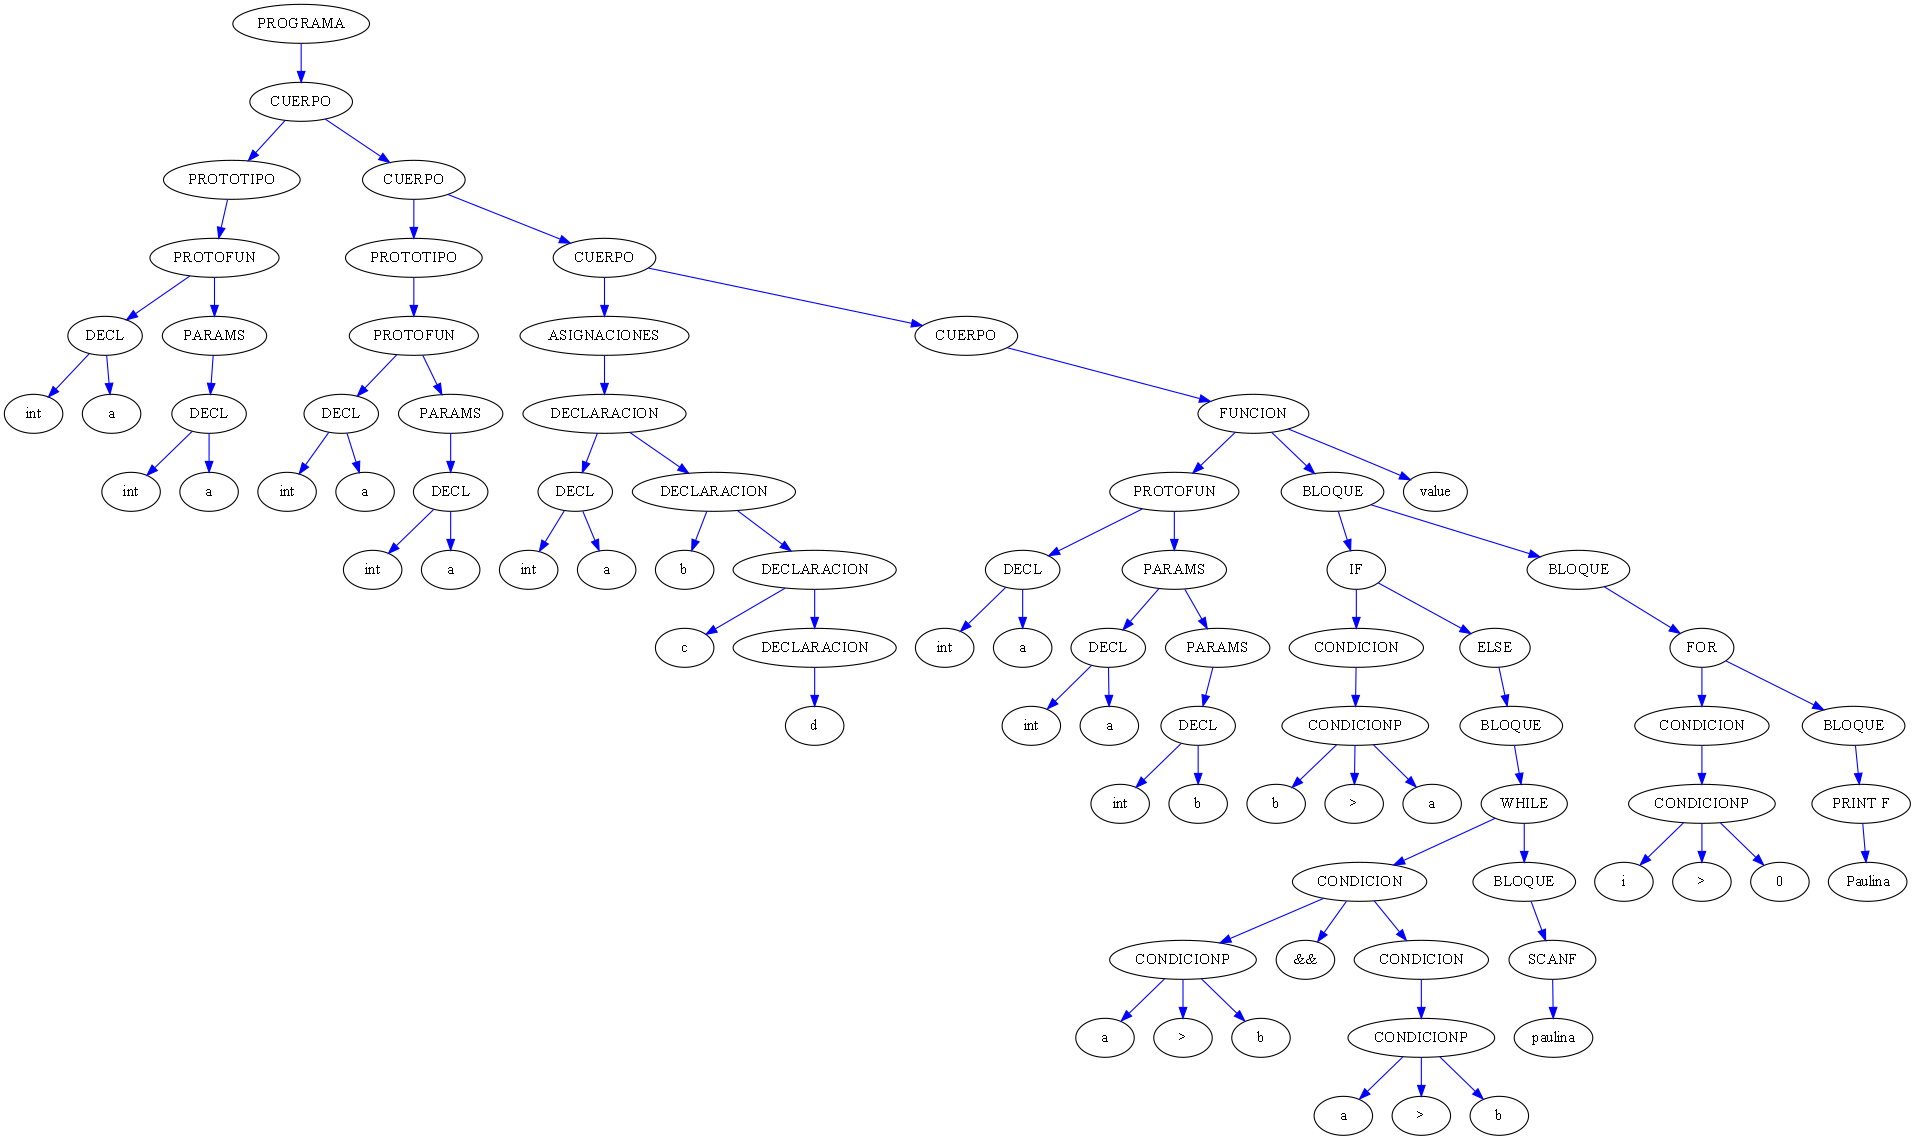 PROGRAMA
CUERPO
PROTOTIPO CUERPO
PROTOFUN PROTOTIPO CUERPO
DECL PARAMS PROTOFUN ASIGNACIONES CUERPO
int a DECL DECL PARAMS DECLARACION FUNCION
int a int a DECL DECL DECLARACION PROTOFUN BLOQUE value
int a int a b DECLARACION DECL PARAMS IF BLOQUE
c DECLARACION int a DECL PARAMS CONDICION ELSE FOR
d int a DECL CONDICIONP BLOQUE CONDICION BLOQUE
int b b > a WHILE CONDICIONP PRINT F
CONDICION BLOQUE i > 0 Paulina
CONDICIONP && CONDICION SCANF
a > b CONDICIONP paulina
a > b